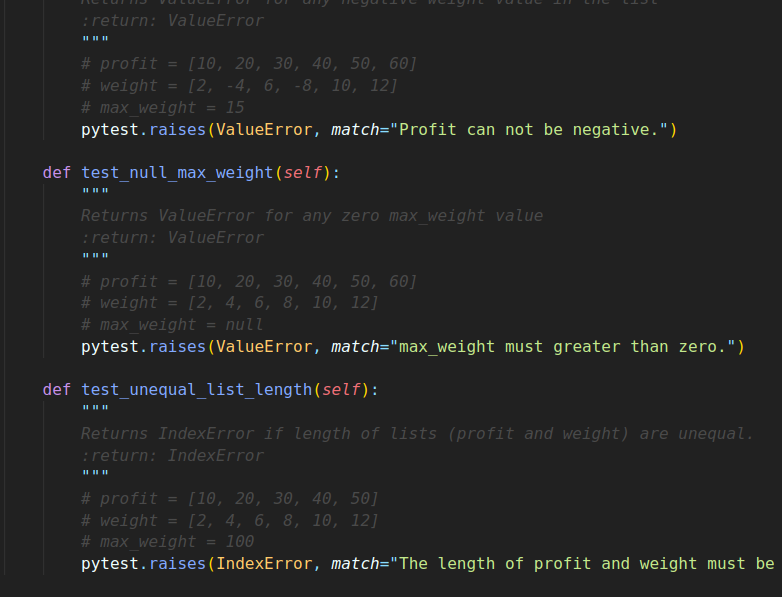 Returns ValueError for any negative weight value in the list
:return: ValueError
"""
# profit = [10, 20, 30, 40, 50, 60]
# weight = [2, -4, 6, -8, 10, 12]
# max_weight = 15
pytest.raises(ValueError, match="Profit can not be negative.")
def test_null_max_weight(self):
"""
Returns ValueError for any zero max_weight value
:return: ValueError
"""
# profit = [10, 20, 30, 40, 50, 60]
# weight = [2, 4, 6, 8, 10, 12]
# max_weight = null
pytest.raises(ValueError, match="max_weight must greater than zero.")
def test_unequal_list_length(self):
"""
Returns IndexError if length of lists (profit and weight) are unequal.
:return: IndexError
"""
# profit = [10, 20, 30, 40, 50]
# weight = [2, 4, 6, 8, 10, 12]
# max_weight = 100
pytest.raises(IndexError, match="The length of profit and weight must be